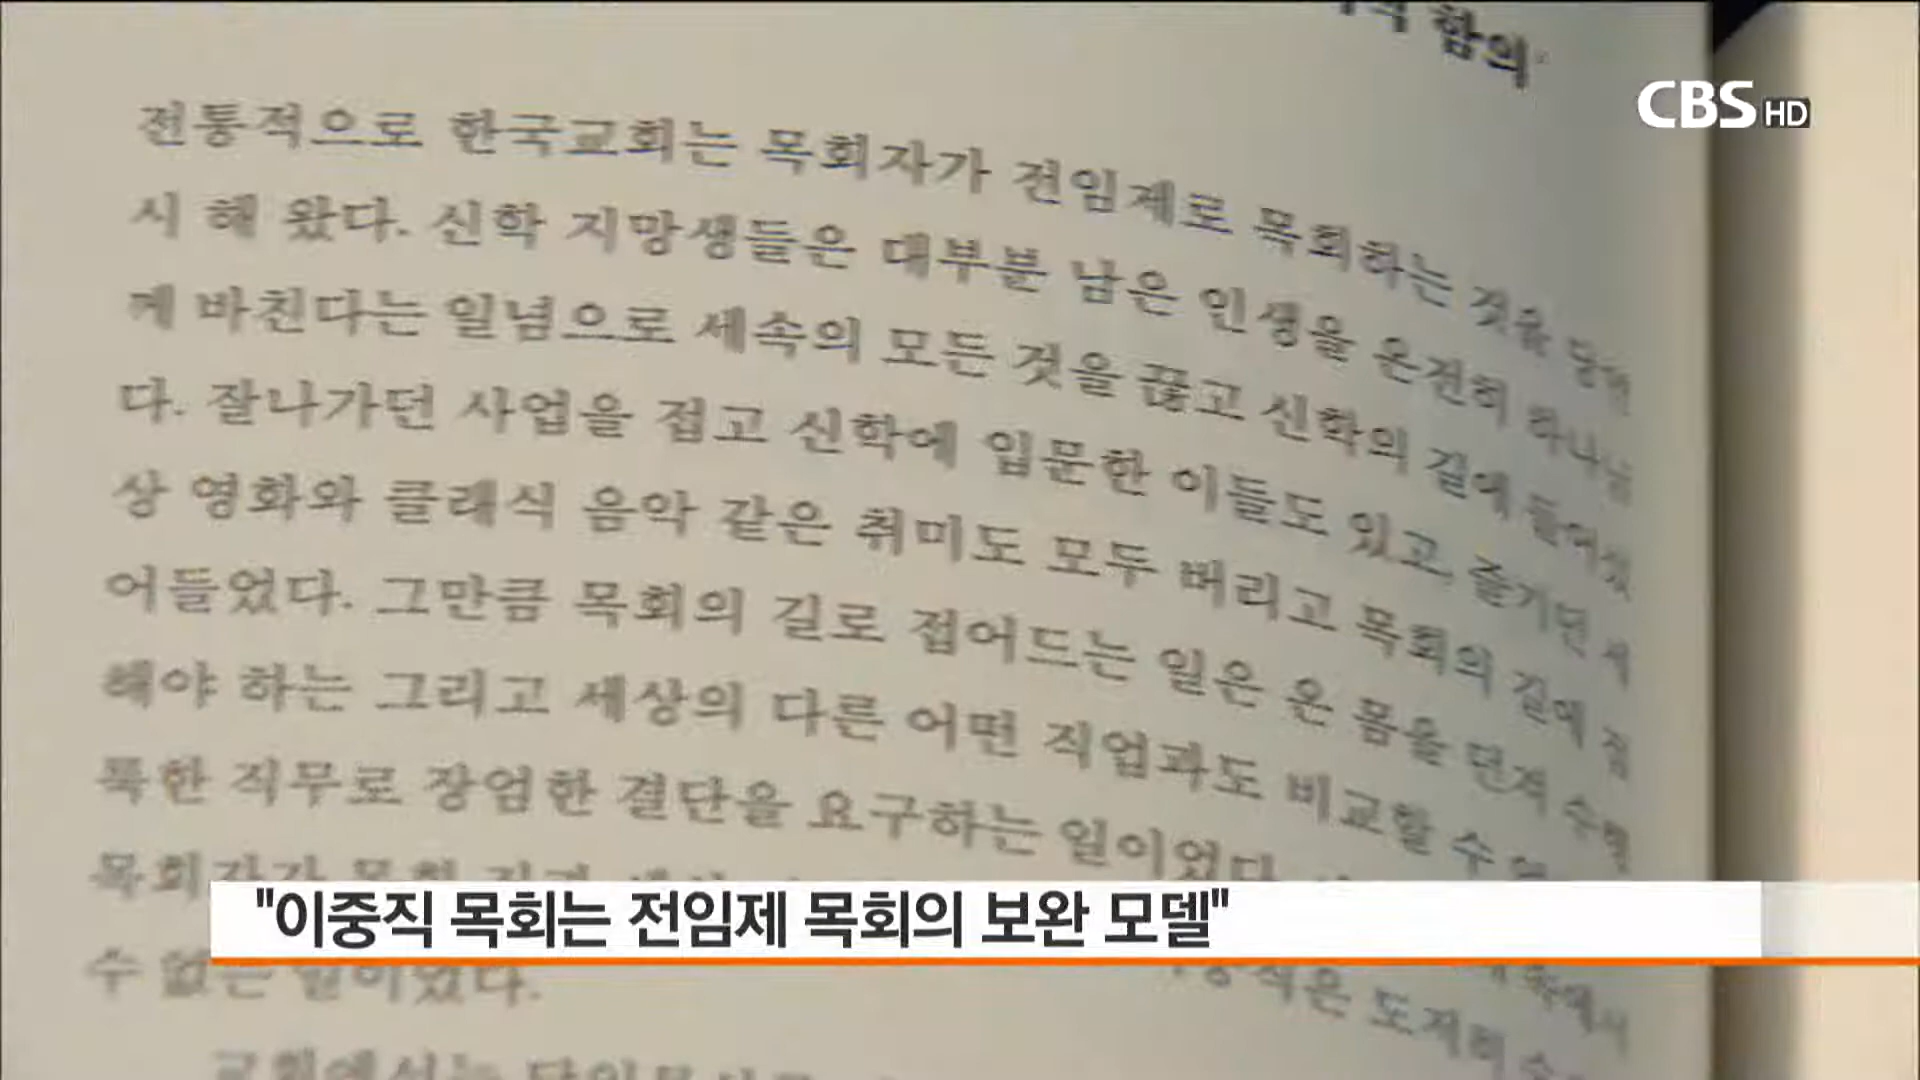 함의
CBS HD
전통적으로 한국교회는 목회자가 전임제로 목회하는 것을
시 해 왔다. 신학 지망생들은 대부분 남은 인생을 온전히 하나님
게 바친다는 일념으로 세속의 모든 것을 끊고 신학의 길에 들어섰
다. 잘나가던 사업을 접고 신학에 입문한 이들도 있고, 즐기던 세
상 영화와 클래식 음악 같은 취미도 모두 버리고 목회의 길에 접
어들었다. 그만큼 목회의 길로 접어드는 일은 온 몸을 던져 수행
해야 하는 그리고 세상의 다른 어떤 직업과도 비교할 수
룩한 직무로 장엄한 결단을 요구하는 일이었다
"이중직 목회는 전임제 목회의 보완 모델"
수 없는 일이었다.
도저히